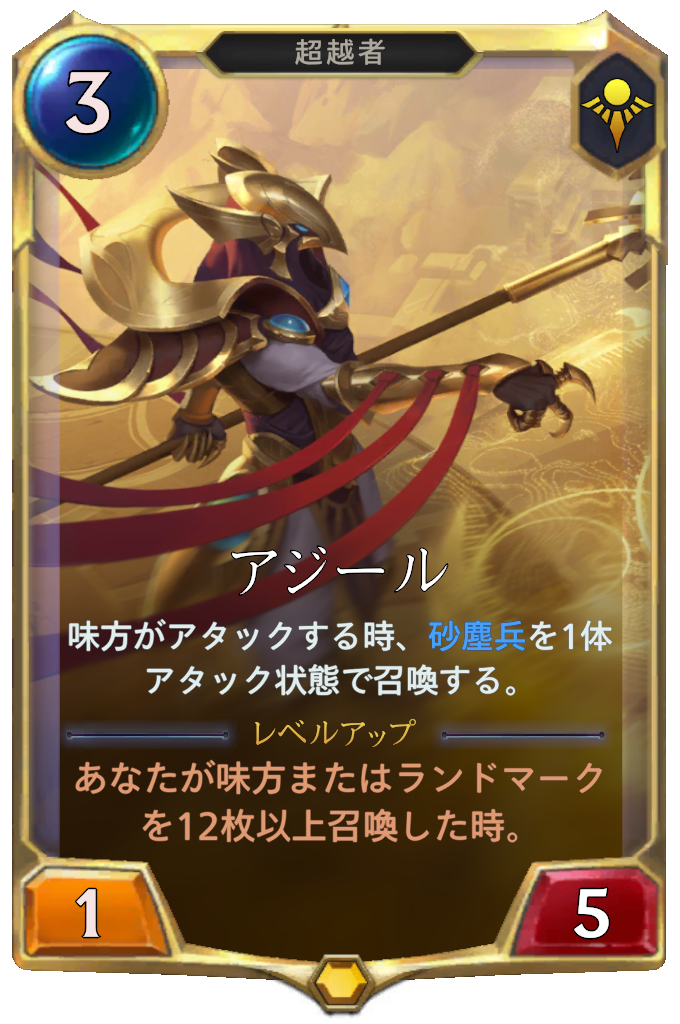 3
超越者
アジール
味方がアタックする時、砂塵兵を1体
アタック状態で召喚する。
レベルアップ
あなたが味方またはランドマーク
を12枚以上召喚した時。
1
5